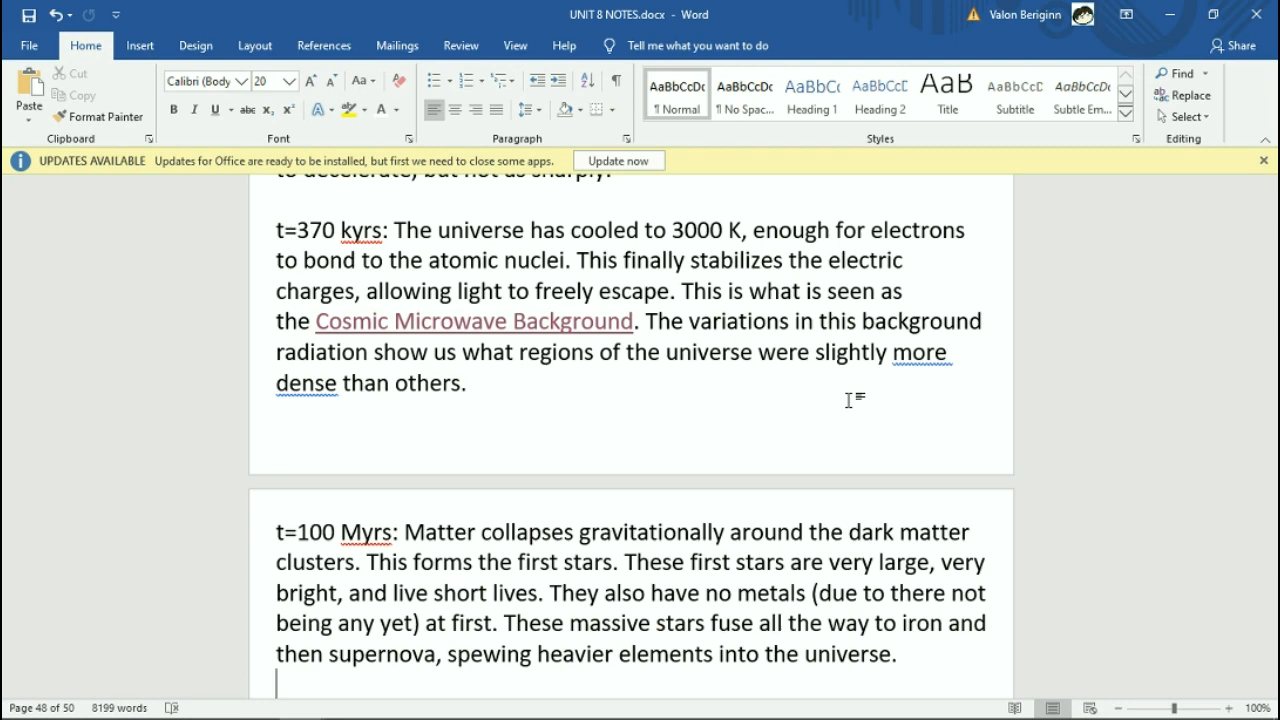 UNIT 8 NOTES.docx - Word
Valon Beriginn
File Home Insert Design Layout References Mailings Review View Help Tell me what you want to do Share
Paste
Cut
Copy
Format Painter
Clipboard
Calibri (Body 20
Font
Paragraph
AaBbCcDc AaBbCcDc AaBbCc AaBbCcD AaB AaBbCcD AaBbCcDc
¶ Normal ¶ No Spac... Heading 1 Heading 2 Title Subtitle Subtle Em...
Styles
Find
Replace
Select
Editing
UPDATES AVAILABLE Updates for Office are ready to be installed, but first we need to close some apps. Update now
to decelerate, but not as sharply.
t=370 kyrs: The universe has cooled to 3000 K, enough for electrons
to bond to the atomic nuclei. This finally stabilizes the electric
charges, allowing light to freely escape. This is what is seen as
the Cosmic Microwave Background. The variations in this background
radiation show us what regions of the universe were slightly more
dense than others.
t=100 Myrs: Matter collapses gravitationally around the dark matter
clusters. This forms the first stars. These first stars are very large, very
bright, and live short lives. They also have no metals (due to there not
being any yet) at first. These massive stars fuse all the way to iron and
then supernova, spewing heavier elements into the universe.
Page 48 of 50 8199 words 100%